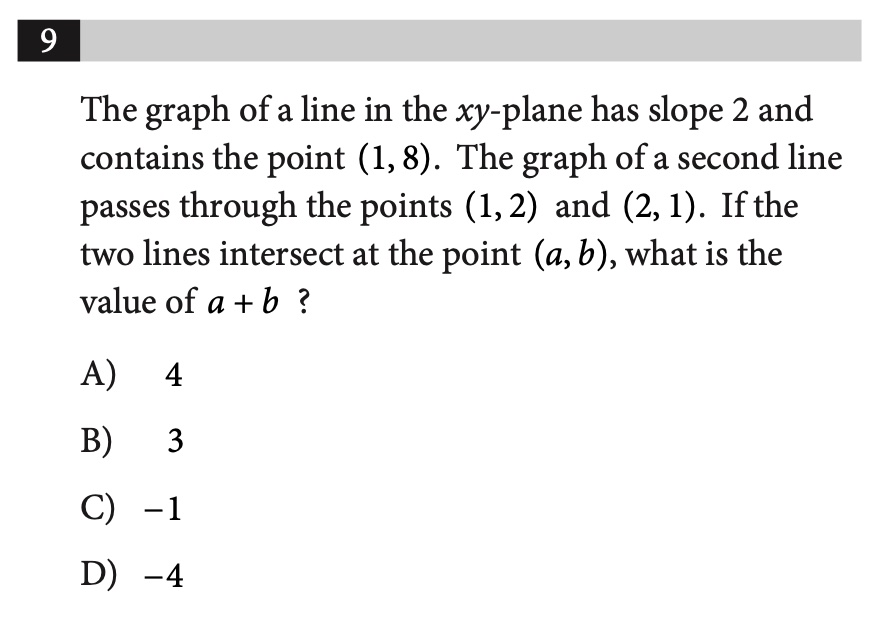 9
The graph of a line in the xy-plane has slope 2 and
contains the point (1, 8). The graph of a second line
passes through the points (1, 2) and (2, 1). If the
two lines intersect at the point (a, b), what is the
value of a + b ?
A) 4
B) 3
C) −1
D) −4